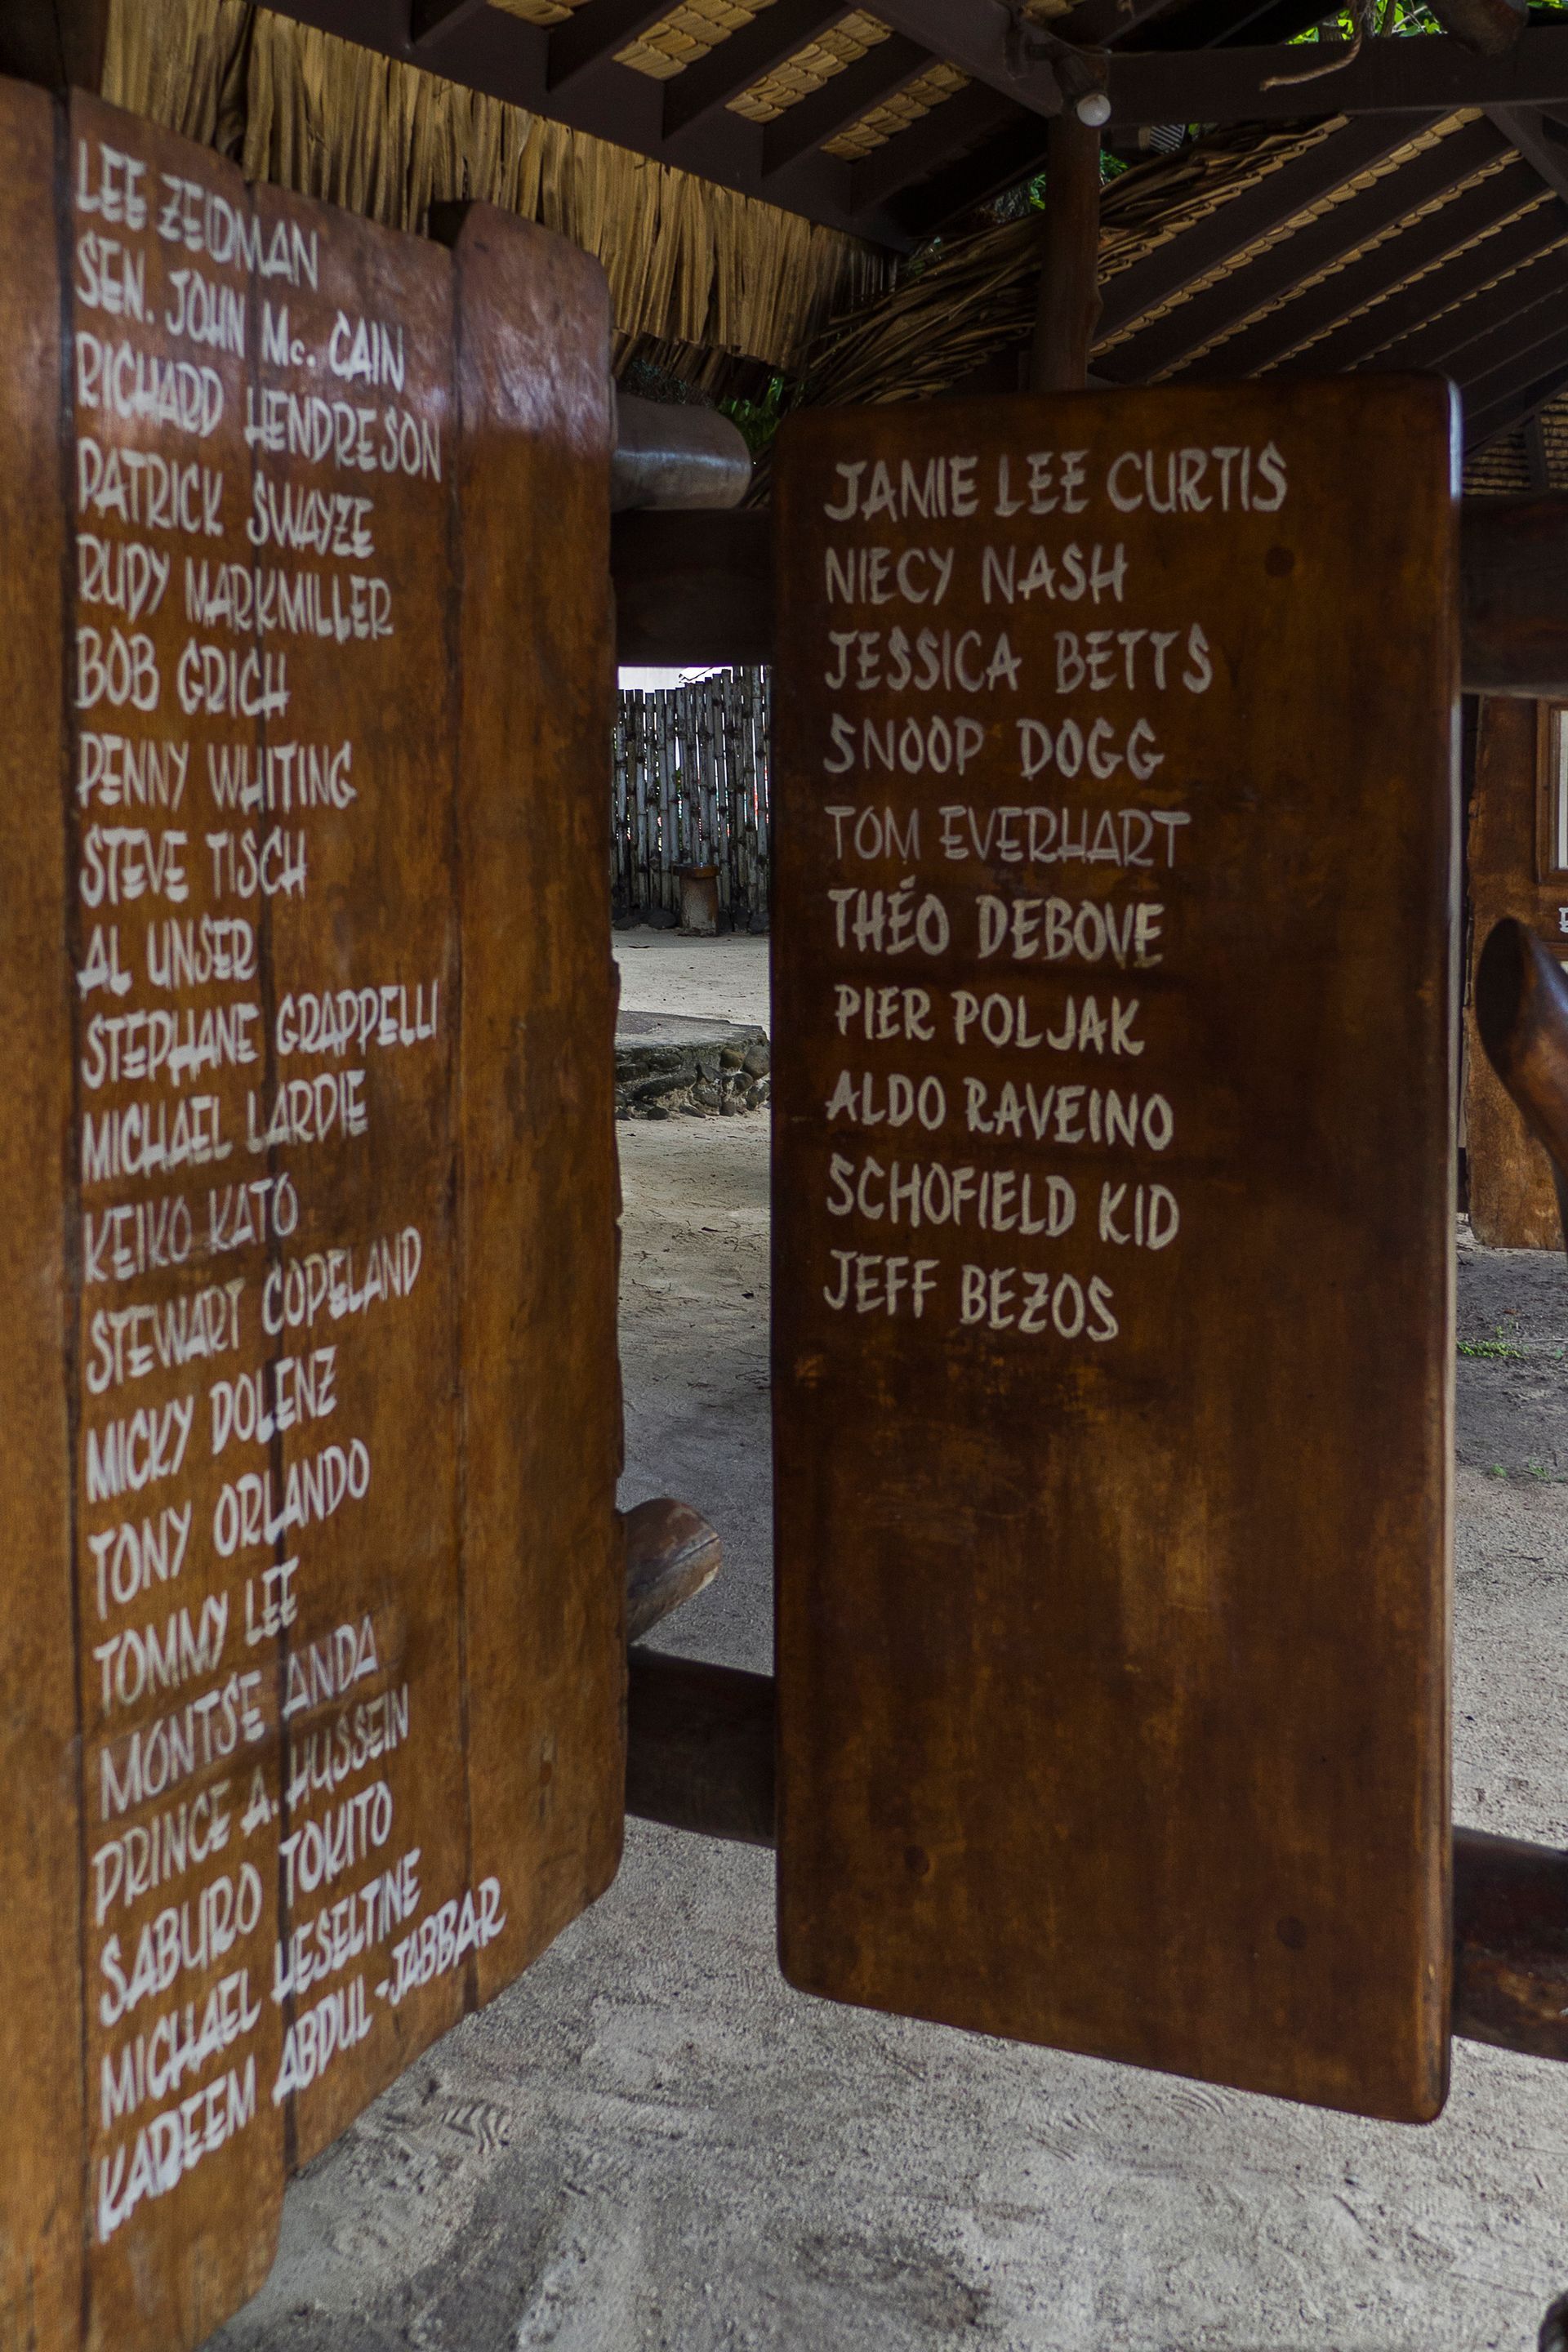 LEE ZEIDMAN
SEN. JOHN Mc. CAIN
RICHARD HENDRESON
PATRICK SWAYZE
RUDY MARKMILLER
BOB GRICH
PENNY WHITING
STEVE TISCH
AL UNSER
STEPHANE GRAPPELLI
MICHAEL LARDIE
KEIKO KATO
STEWART COPELAND
MICKY DOLENZ
TONY ORLANDO
TOMMY LEE
MONTSE ANDA
PRINCE A. HUSSEIN
SABURO TOKITO
MICHAEL HESELTINE
KAREEM ABDUL-JABBAR
JAMIE LEE CURTIS
NIECY NASH
JESSICA BETTS
SNOOP DOGG
TOM EVERHART
THÉO DEBOVE
PIER POLJAK
ALDO RAVEINO
SCHOFIELD KID
JEFF BEZOS